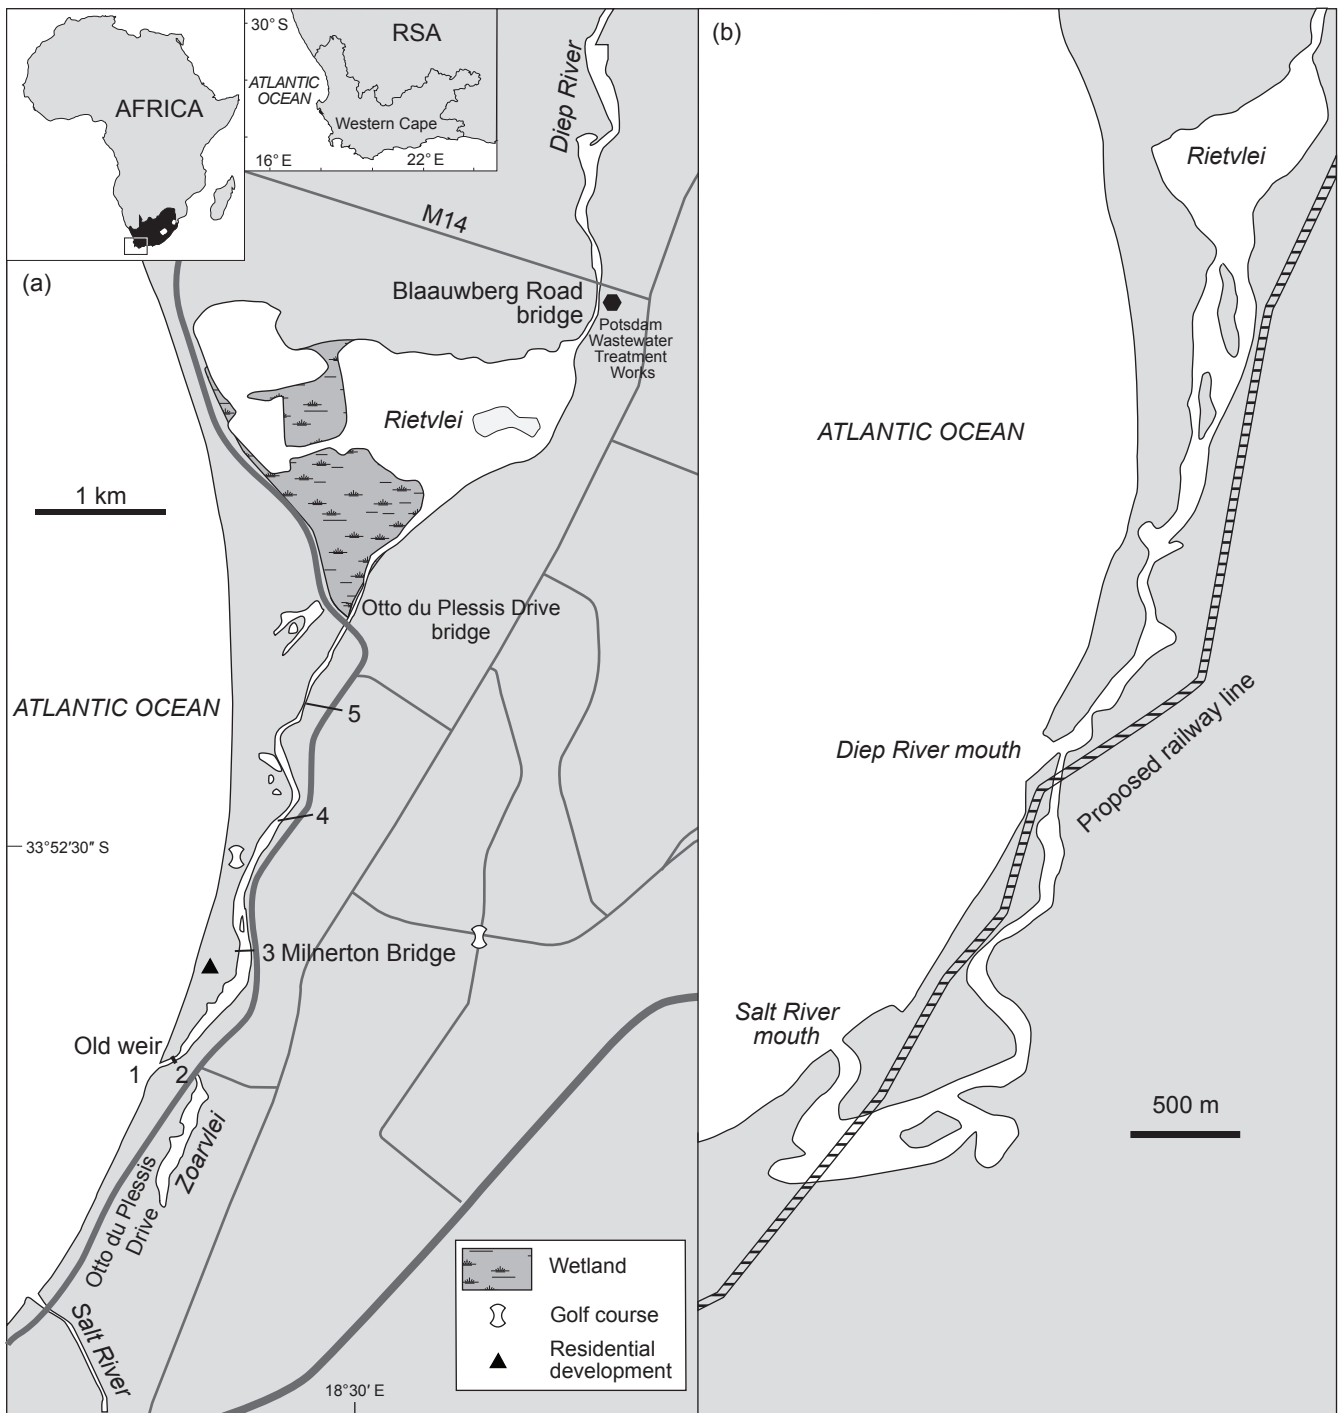 30° S
RSA
AFRICA
ATLANTIC
OCEAN
Western Cape
16° E
22° E
Diep River
M14
(a)
Blaauwberg Road
bridge
Potsdam
Wastewater
Treatment
Works
Rietvlei
1 km
Otto du Plessis Drive
bridge
ATLANTIC OCEAN
5
4
33°52′30″ S
3 Milnerton Bridge
Old weir
1
2
Zoarvlei
Otto du Plessis
Drive
Salt River
18°30′ E
Wetland
Golf course
Residential
development
(b)
Rietvlei
ATLANTIC OCEAN
Diep River mouth
Proposed railway line
Salt River
mouth
500 m